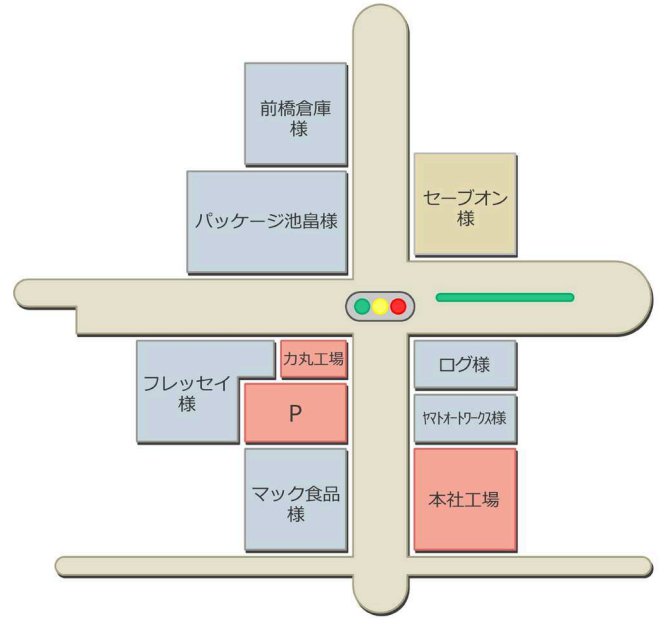 前橋倉庫
様
セーブオン
様
パッケージ池畠様
フレッセイ
様
力丸工場
ログ様
P
ヤマトオートワークス様
マック食品
様
本社工場